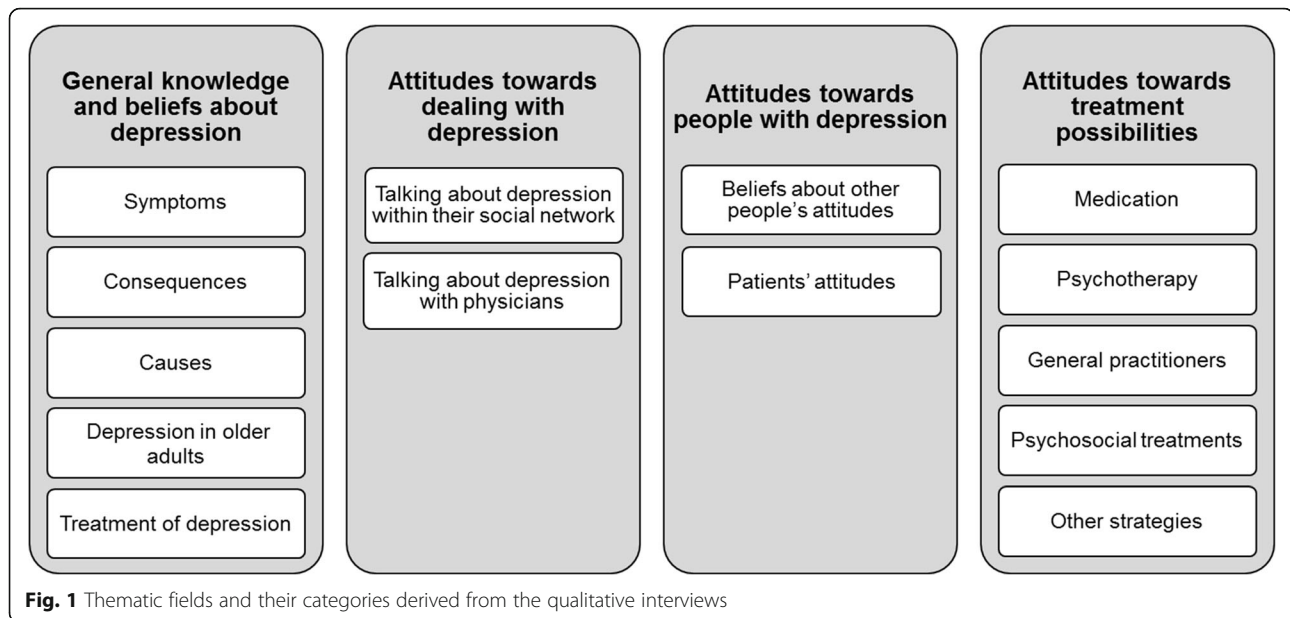 General knowledge
and beliefs about
depression
Symptoms
Consequences
Causes
Depression in older
adults
Treatment of depression
Attitudes towards
dealing with
depression
Talking about depression
within their social network
Talking about depression
with physicians
Attitudes towards
people with depression
Beliefs about other
people's attitudes
Patients' attitudes
Attitudes towards
treatment
possibilities
Medication
Psychotherapy
General practitioners
Psychosocial treatments
Other strategies
Fig. 1 Thematic fields and their categories derived from the qualitative interviews